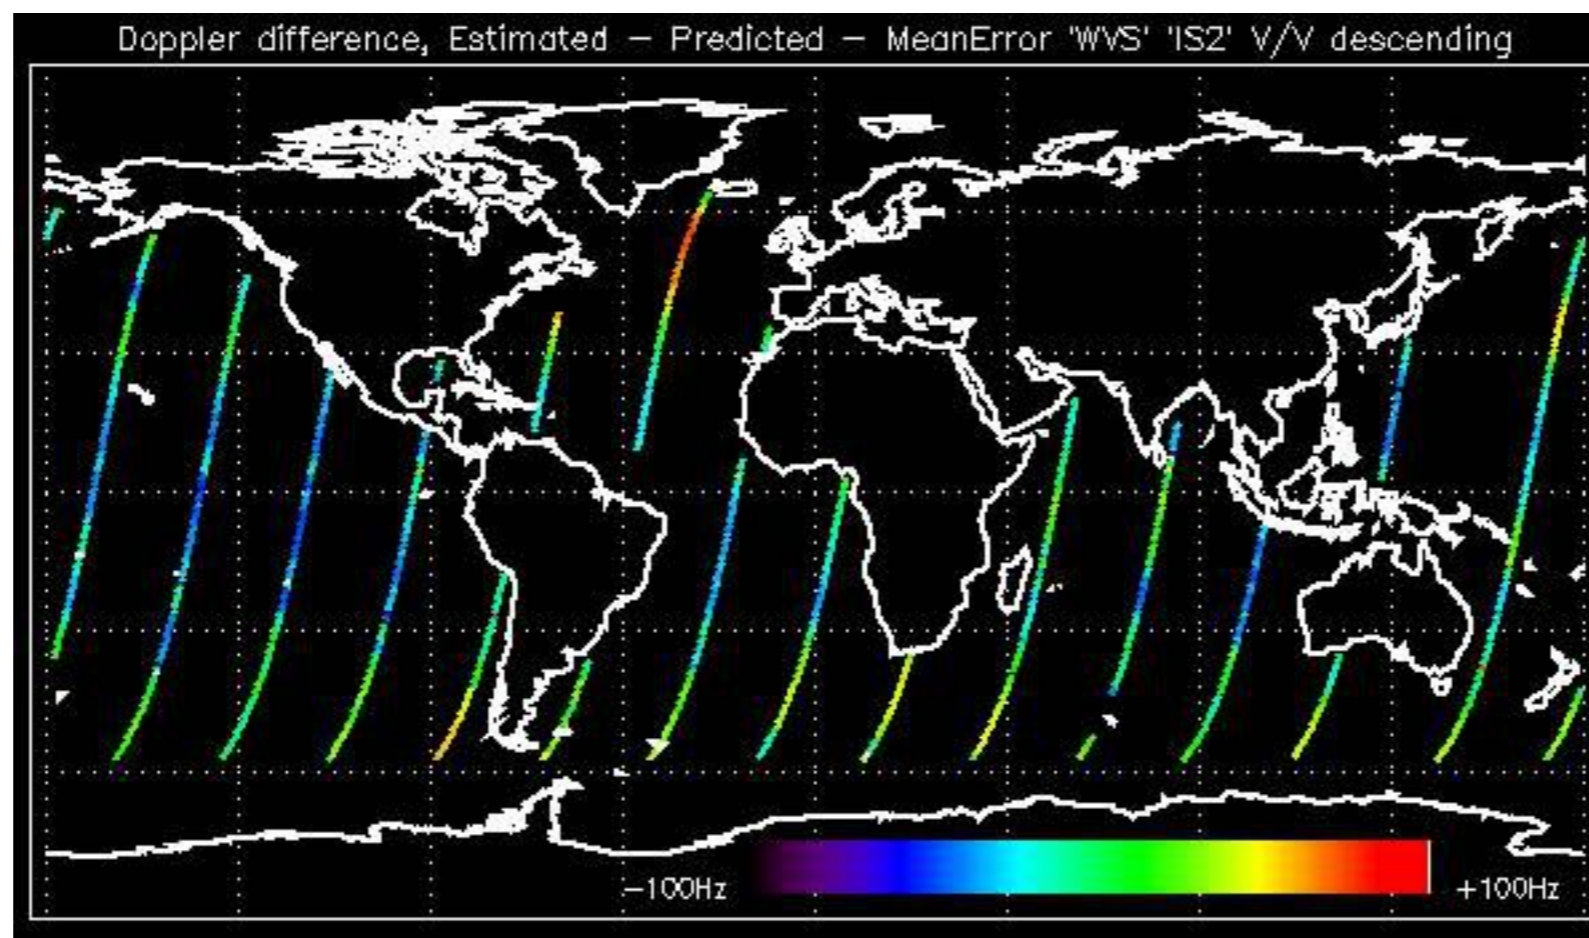 Doppler difference, Estimated – Predicted – MeanError 'WVS' 'IS2' V/V descending
–100Hz +100Hz